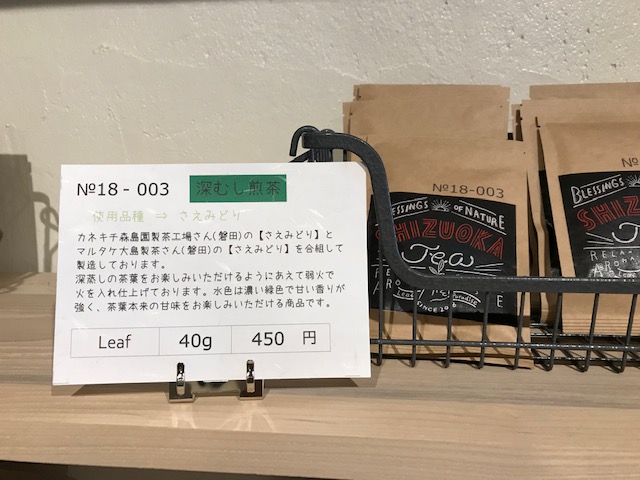 №18-003 深むし煎茶
使用品種 ⇒ さえみどり
カネキチ森島園製茶工場さん(磐田)の【さえみどり】と
マルタケ大島製茶さん(磐田)の【さえみどり】を合組して
製造しております。
深蒸しの茶葉をお楽しみいただけるようにあえて弱火で
火を入れ仕上げております。水色は濃い緑色で甘い香りが
強く、茶葉本来の甘味をお楽しみいただける商品です。
Leaf 40g 450 円
№18-003
BLESSINGS OF NATURE
SHIZUOKA
Tea
SINCE
BLESSINGS
SHIZU
Te
RELA